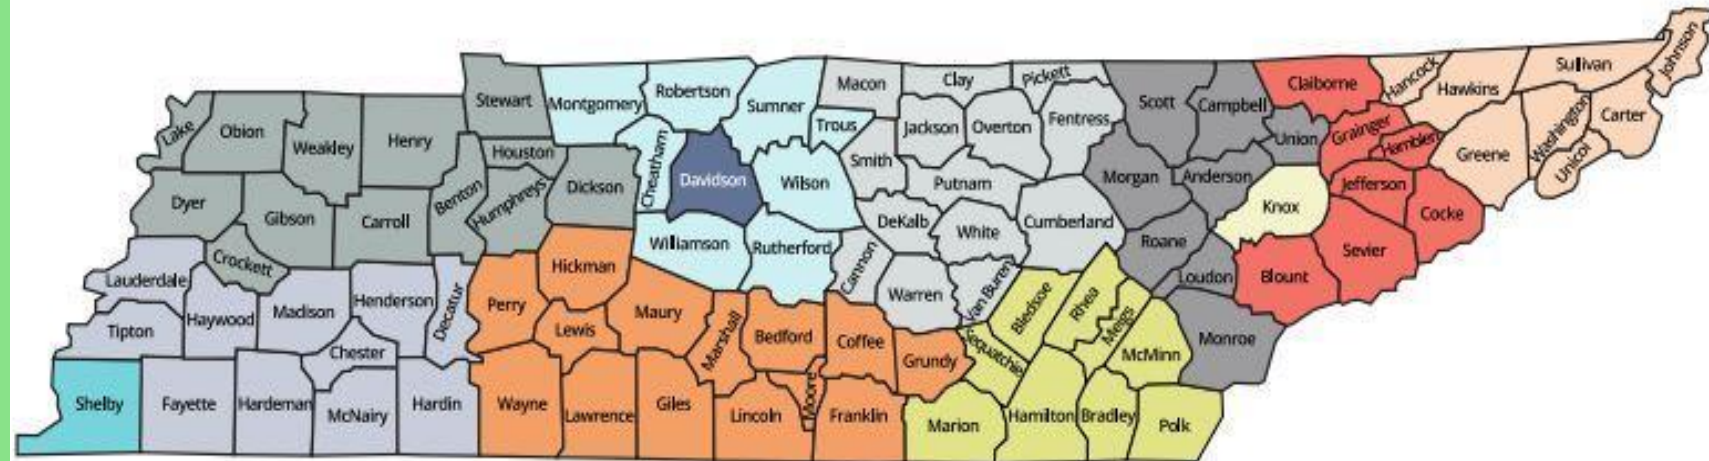 Lake
Obion
Weakley
Henry
Stewart
Montgomery
Robertson
Sumner
Macon
Clay
Pickett
Scott
Campbell
Claiborne
Hancock
Hawkins
Sullivan
Johnson
Trous
Jackson
Overton
Fentress
Union
Grainger
Hamblen
Greene
Washington
Carter
Unicoi
Houston
Cheatham
Davidson
Wilson
Smith
Putnam
Morgan
Anderson
Knox
Jefferson
Cocke
Dyer
Gibson
Carroll
Benton
Humphreys
Dickson
Williamson
Rutherford
DeKalb
White
Cumberland
Roane
Loudon
Blount
Sevier
Lauderdale
Crockett
Haywood
Madison
Henderson
Decatur
Perry
Hickman
Lewis
Maury
Marshall
Bedford
Cannon
Coffee
Warren
Van Buren
Grundy
Sequatchie
Bledsoe
Rhea
Meigs
McMinn
Monroe
Tipton
Chester
Shelby
Fayette
Hardeman
McNairy
Hardin
Wayne
Lawrence
Giles
Lincoln
Moore
Franklin
Marion
Hamilton
Bradley
Polk